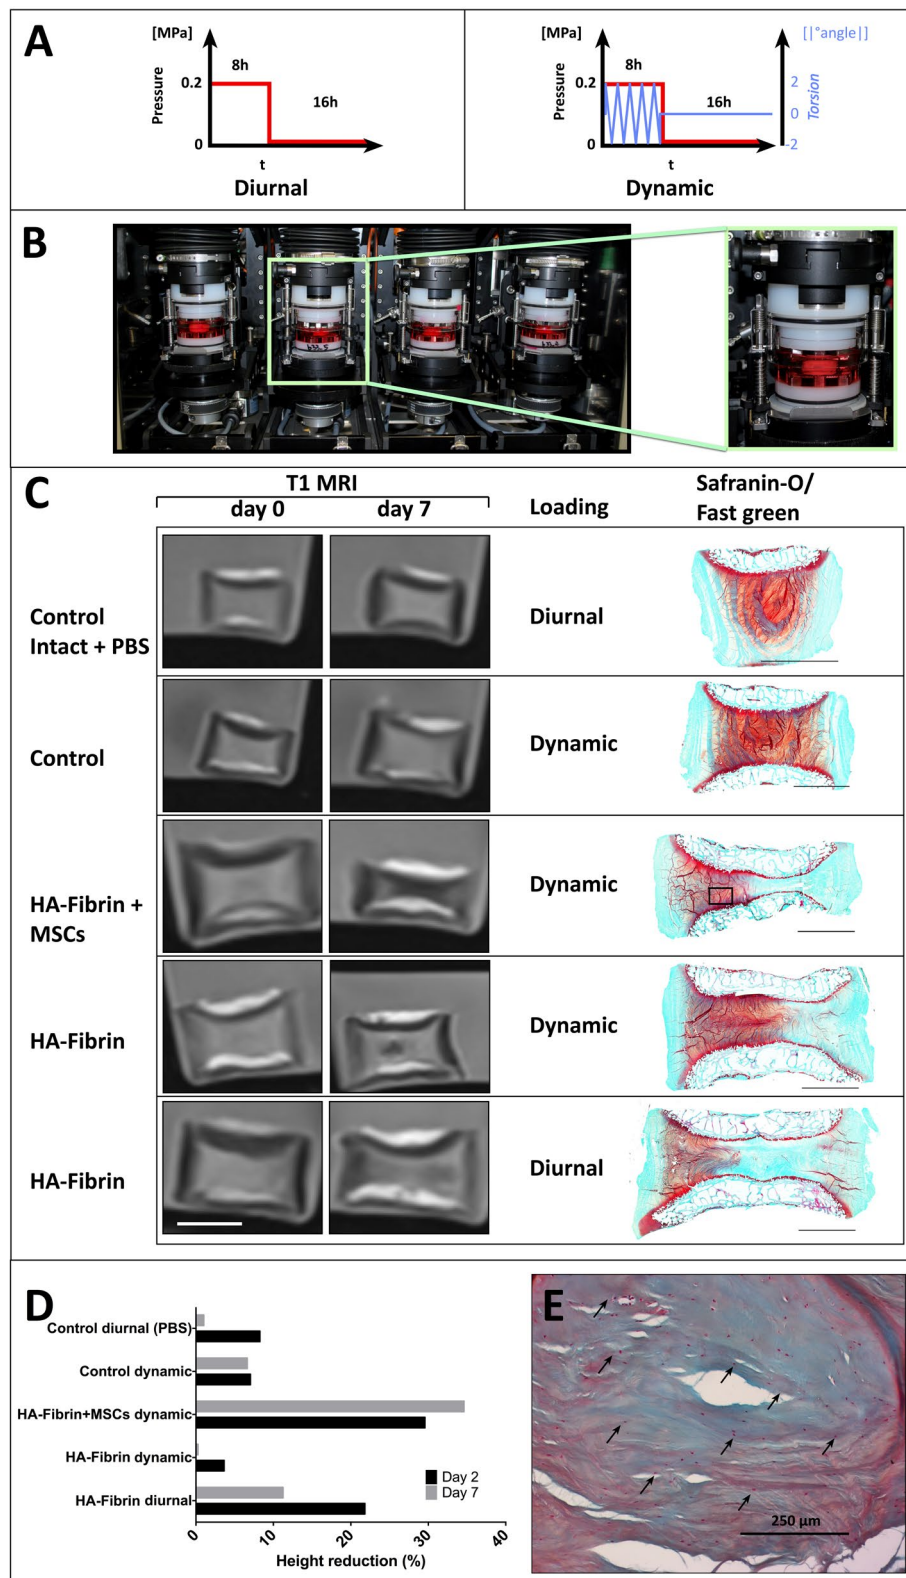 A
[MPa]
Pressure
0.2
0
8h
16h
t
Diurnal
[MPa]
Pressure
0.2
0
8h
16h
t
[|°angle|]
2
0
-2
Torsion
Dynamic
B
C
T1 MRI
day 0
day 7
Loading
Safranin-O/
Fast green
Control
Intact + PBS
Diurnal
Control
Dynamic
HA-Fibrin +
MSCs
Dynamic
HA-Fibrin
Dynamic
HA-Fibrin
Diurnal
D
Control diurnal (PBS)
Control dynamic
HA-Fibrin+MSCs dynamic
HA-Fibrin dynamic
HA-Fibrin diurnal
Day 2
Day 7
0
10
20
30
40
Height reduction (%)
E
250 µm